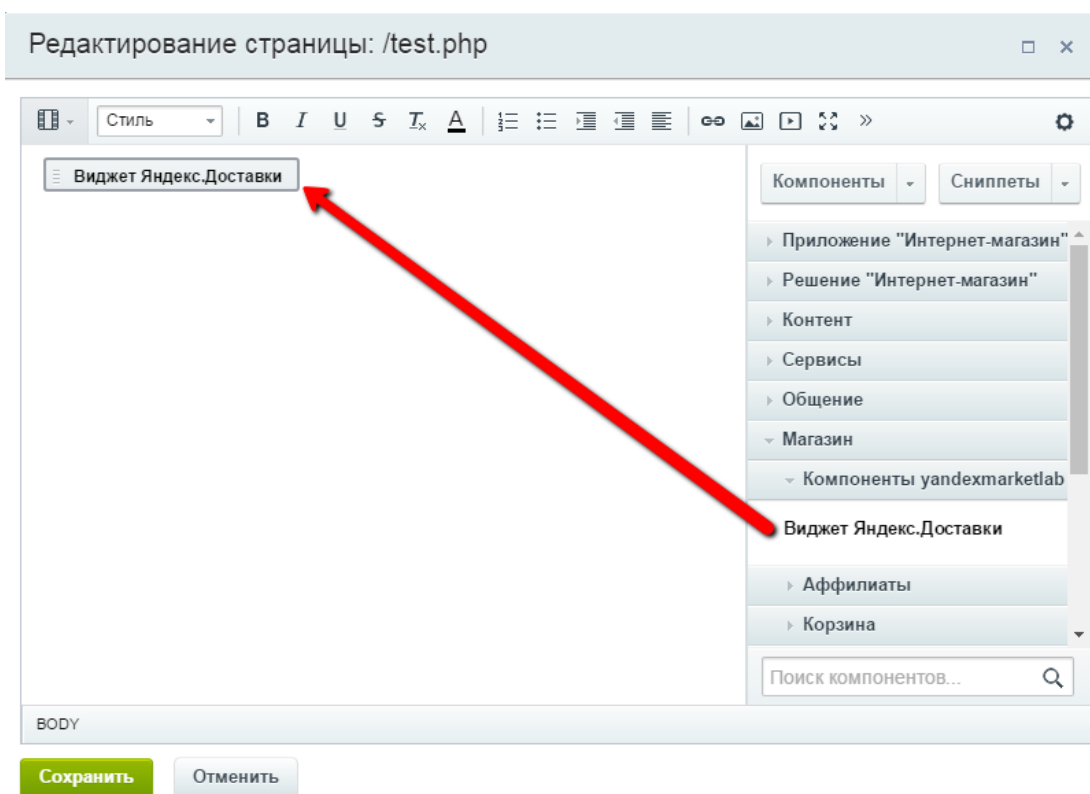 Редактирование страницы: /test.php
Стиль B I U S Tx A
Виджет Яндекс.Доставки
Компоненты Сниппеты
Приложение "Интернет-магазин"
Решение "Интернет-магазин"
Контент
Сервисы
Общение
Магазин
Компоненты yandexmarketlab
Виджет Яндекс.Доставки
Аффилиаты
Корзина
Поиск компонентов...
BODY
Сохранить Отменить